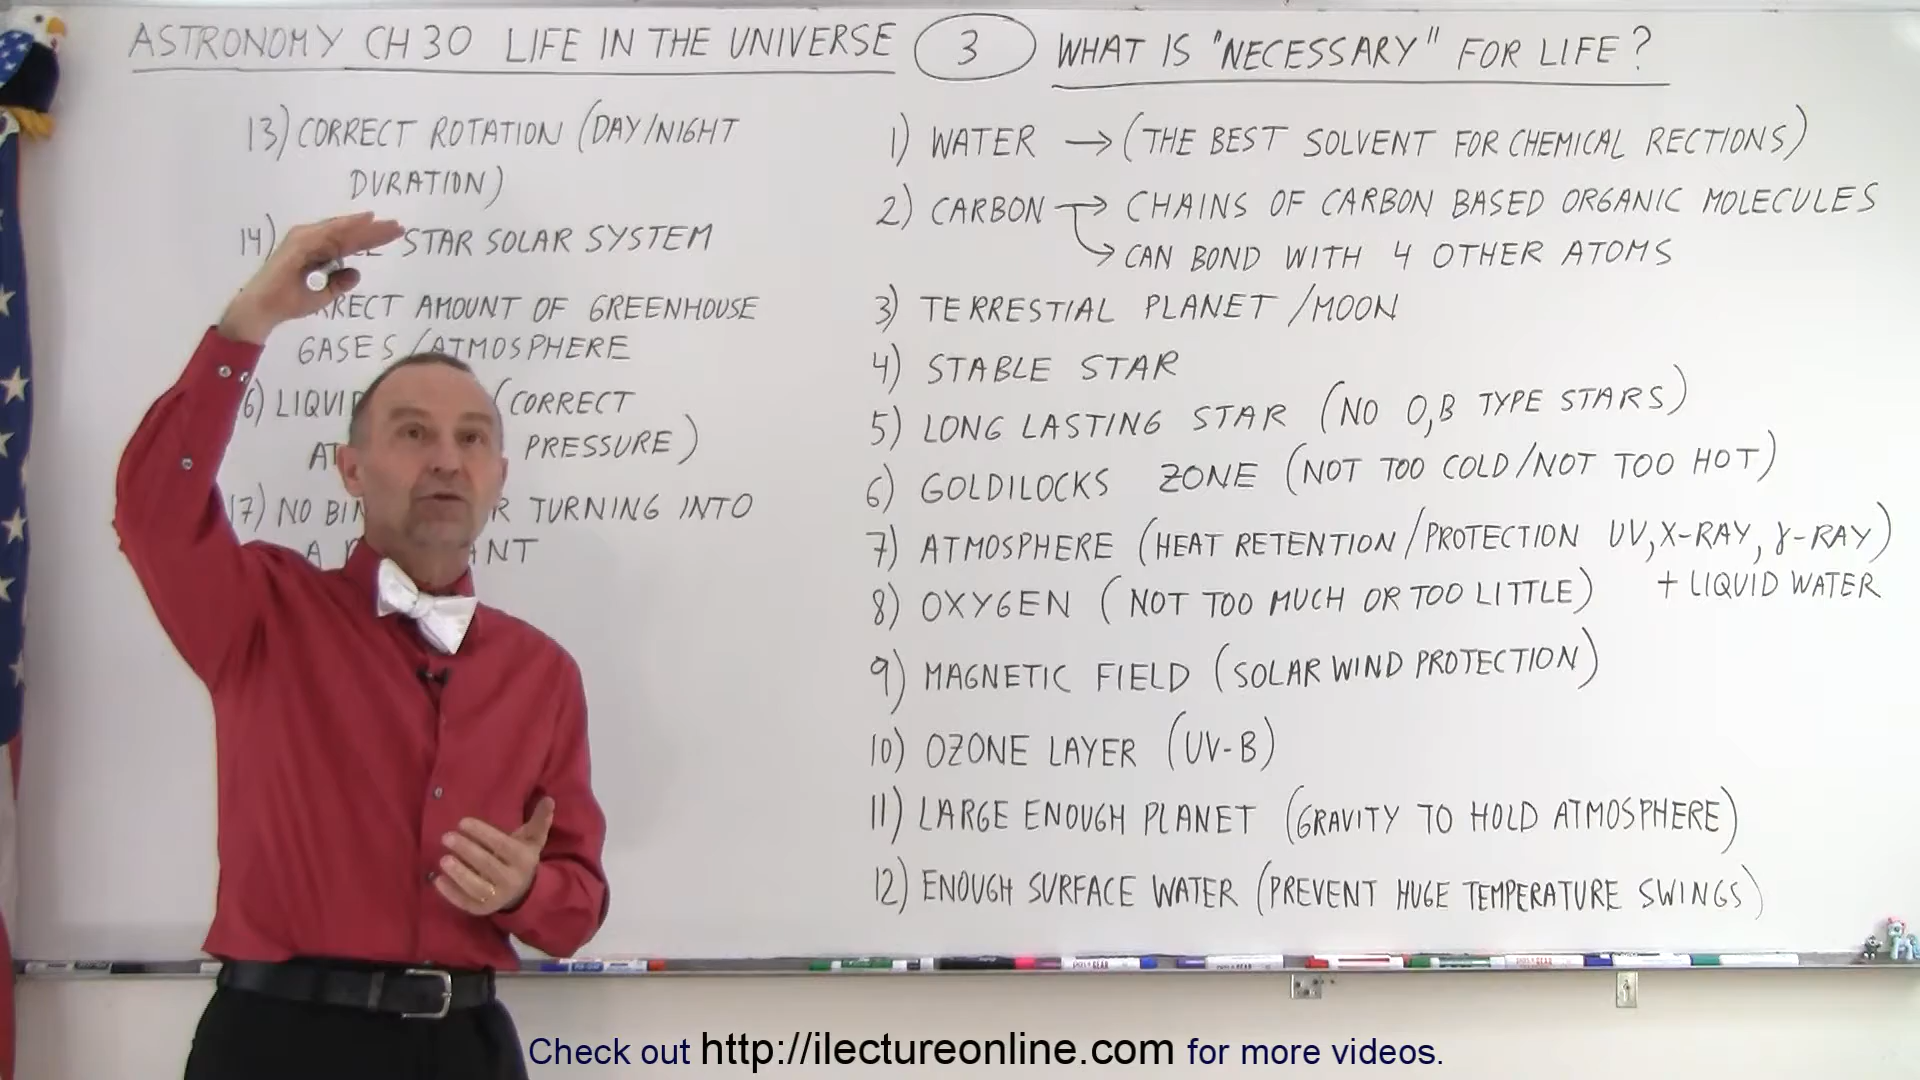 ASTRONOMY CH 30 LIFE IN THE UNIVERSE 3 WHAT IS "NECESSARY" FOR LIFE?
13) CORRECT ROTATION (DAY/NIGHT
DURATION)
14) STAR SOLAR SYSTEM
AMOUNT OF GREENHOUSE
GASES/ATMOSPHERE
6) (CORRECT
PRESSURE)
17) NO TURNING INTO
A
1) WATER → (THE BEST SOLVENT FOR CHEMICAL RECTIONS)
2) CARBON → CHAINS OF CARBON BASED ORGANIC MOLECULES
→ CAN BOND WITH 4 OTHER ATOMS
3) TERRESTIAL PLANET /MOON
4) STABLE STAR
5) LONG LASTING STAR (NO O,B TYPE STARS)
6) GOLDILOCKS ZONE (NOT TOO COLD/NOT TOO HOT)
7) ATMOSPHERE (HEAT RETENTION/PROTECTION UV, X-RAY, γ-RAY)
+ LIQUID WATER
8) OXYGEN (NOT TOO MUCH OR TOO LITTLE)
9) MAGNETIC FIELD (SOLAR WIND PROTECTION)
10) OZONE LAYER (UV-B)
11) LARGE ENOUGH PLANET (GRAVITY TO HOLD ATMOSPHERE)
12) ENOUGH SURFACE WATER (PREVENT HUGE TEMPERATURE SWINGS)
Check out http://ilectureonline.com for more videos.